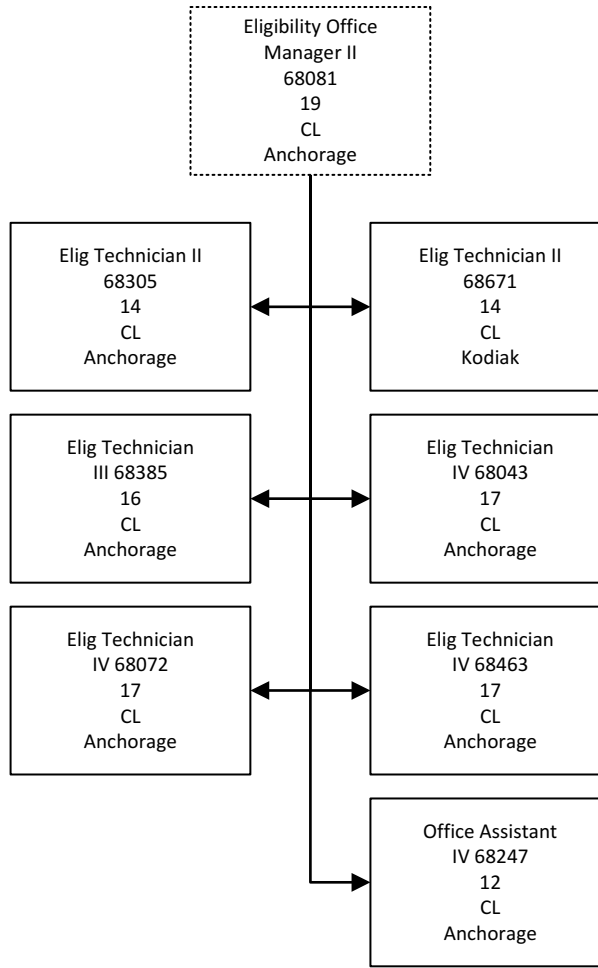 Eligibility Office
Manager II
68081
19
CL
Anchorage
Elig Technician II
68305
14
CL
Anchorage
Elig Technician II
68671
14
CL
Kodiak
Elig Technician
III 68385
16
CL
Anchorage
Elig Technician
IV 68043
17
CL
Anchorage
Elig Technician
IV 68072
17
CL
Anchorage
Elig Technician
IV 68463
17
CL
Anchorage
Office Assistant
IV 68247
12
CL
Anchorage